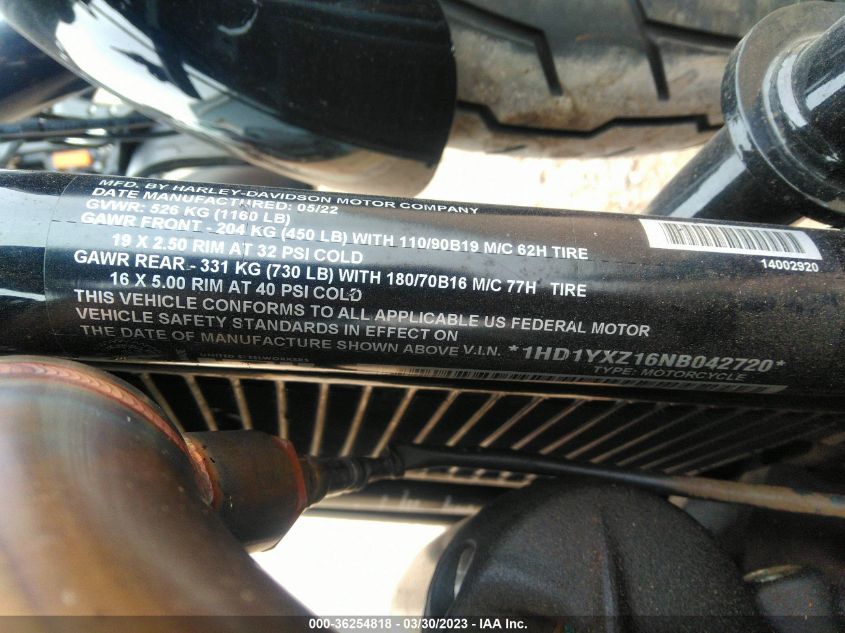 MFD. BY HARLEY-DAVIDSON MOTOR COMPANY
DATE MANUFACTURED: 05/22
GVWR: 526 KG (1160 LB)
GAWR FRONT - 204 KG (450 LB) WITH 110/90B19 M/C 62H TIRE
19 X 2.50 RIM AT 32 PSI COLD
GAWR REAR - 331 KG (730 LB) WITH 180/70B16 M/C 77H TIRE
16 X 5.00 RIM AT 40 PSI COLD
THIS VEHICLE CONFORMS TO ALL APPLICABLE US FEDERAL MOTOR
VEHICLE SAFETY STANDARDS IN EFFECT ON
THE DATE OF MANUFACTURE SHOWN ABOVE V.I.N. *1HD1YXZ16NB042720*
TYPE: MOTORCYCLE
UNITED STEELWORKERS
14002920
000-36254818 - 03/30/2023 - IAA Inc.